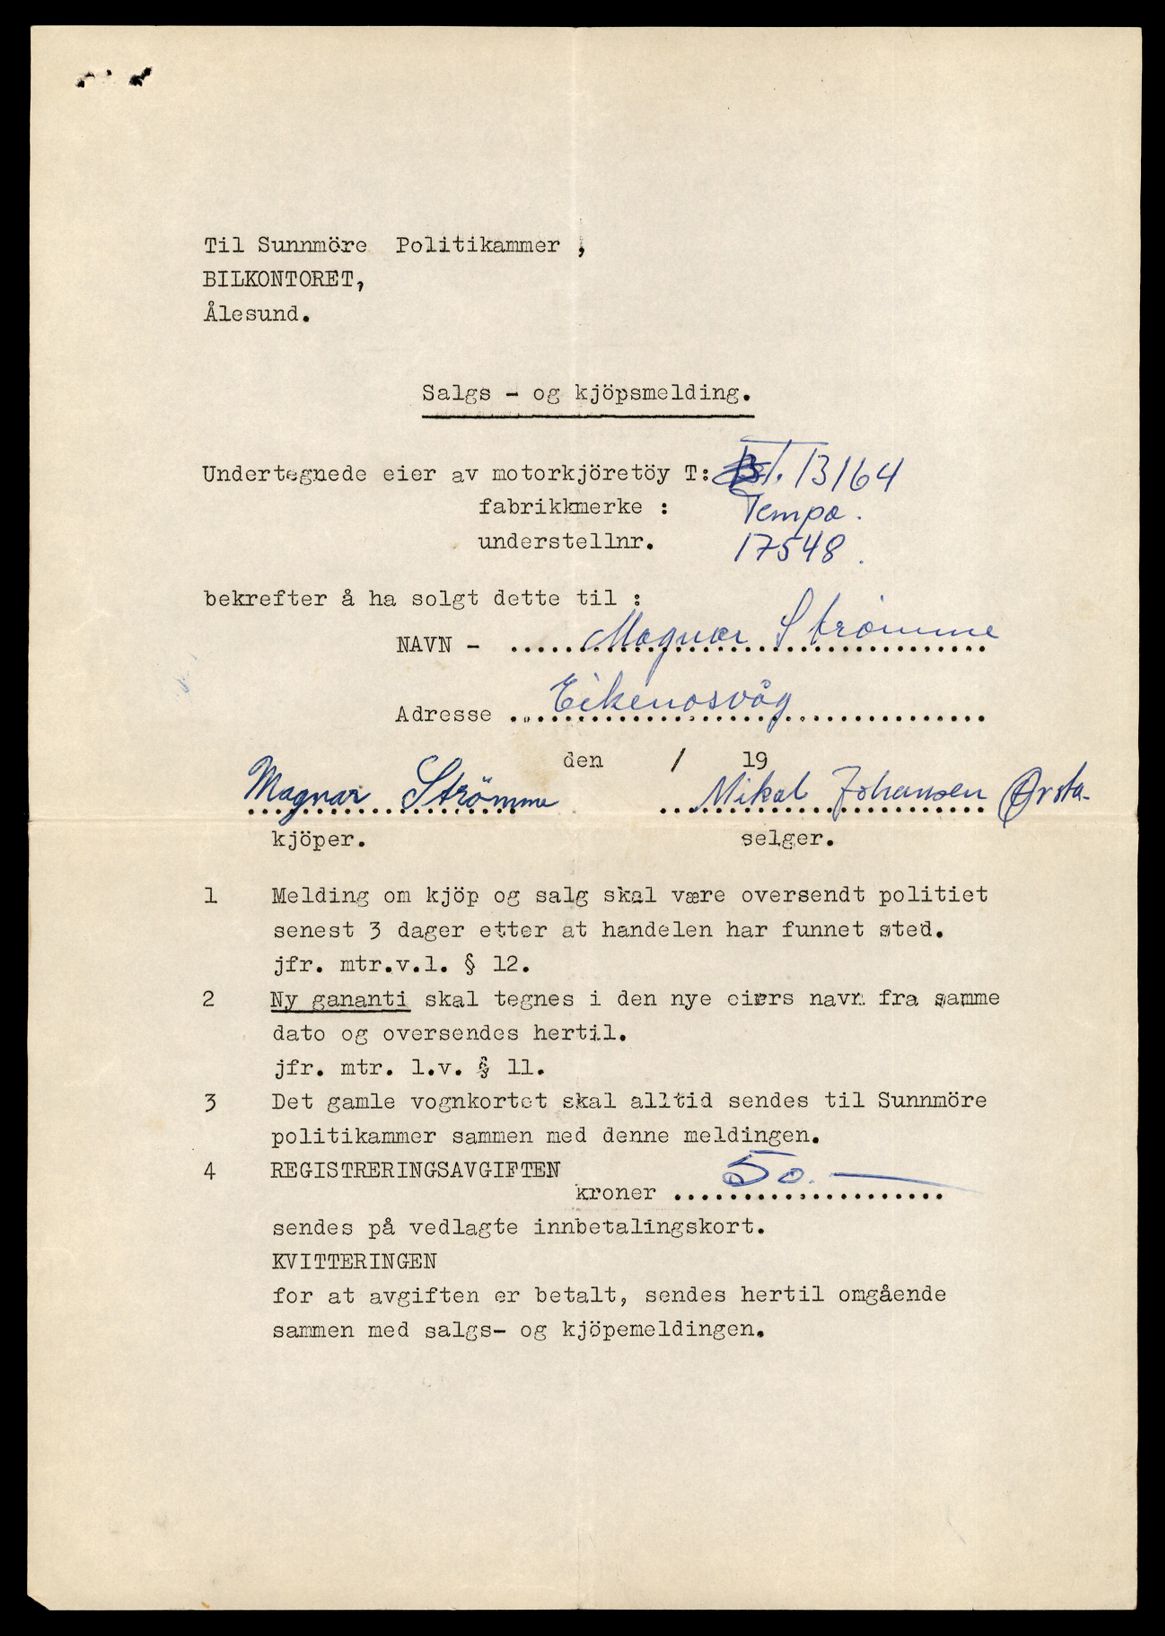 Til Sunnmöre Politikammer ,
BILKONTORET,
Ålesund.
Salgs - og kjöpsmelding.
Undertegnede eier av motorkjöretöy T: T. 13164
fabrikkmerke : Tempo.
understellnr. 17548.
bekrefter å ha solgt dette til :
NAVN - Magnar Strømme
Adresse Eikenosvåg
den / 19
Magnar Strömme Mikal Johansen Ørsta
kjöper. selger.
1 Melding om kjöp og salg skal være oversendt politiet
senest 3 dager etter at handelen har funnet sted.
jfr. mtr.v.l. § 12.
2 Ny gananti skal tegnes i den nye eiers navn fra samme
dato og oversendes hertil.
jfr. mtr. l.v. § 11.
3 Det gamle vognkortet skal alltid sendes til Sunnmöre
politikammer sammen med denne meldingen.
4 REGISTRERINGSAVGIFTEN
kroner 50.—
sendes på vedlagte innbetalingskort.
KVITTERINGEN
for at avgiften er betalt, sendes hertil omgående
sammen med salgs- og kjöpemeldingen.